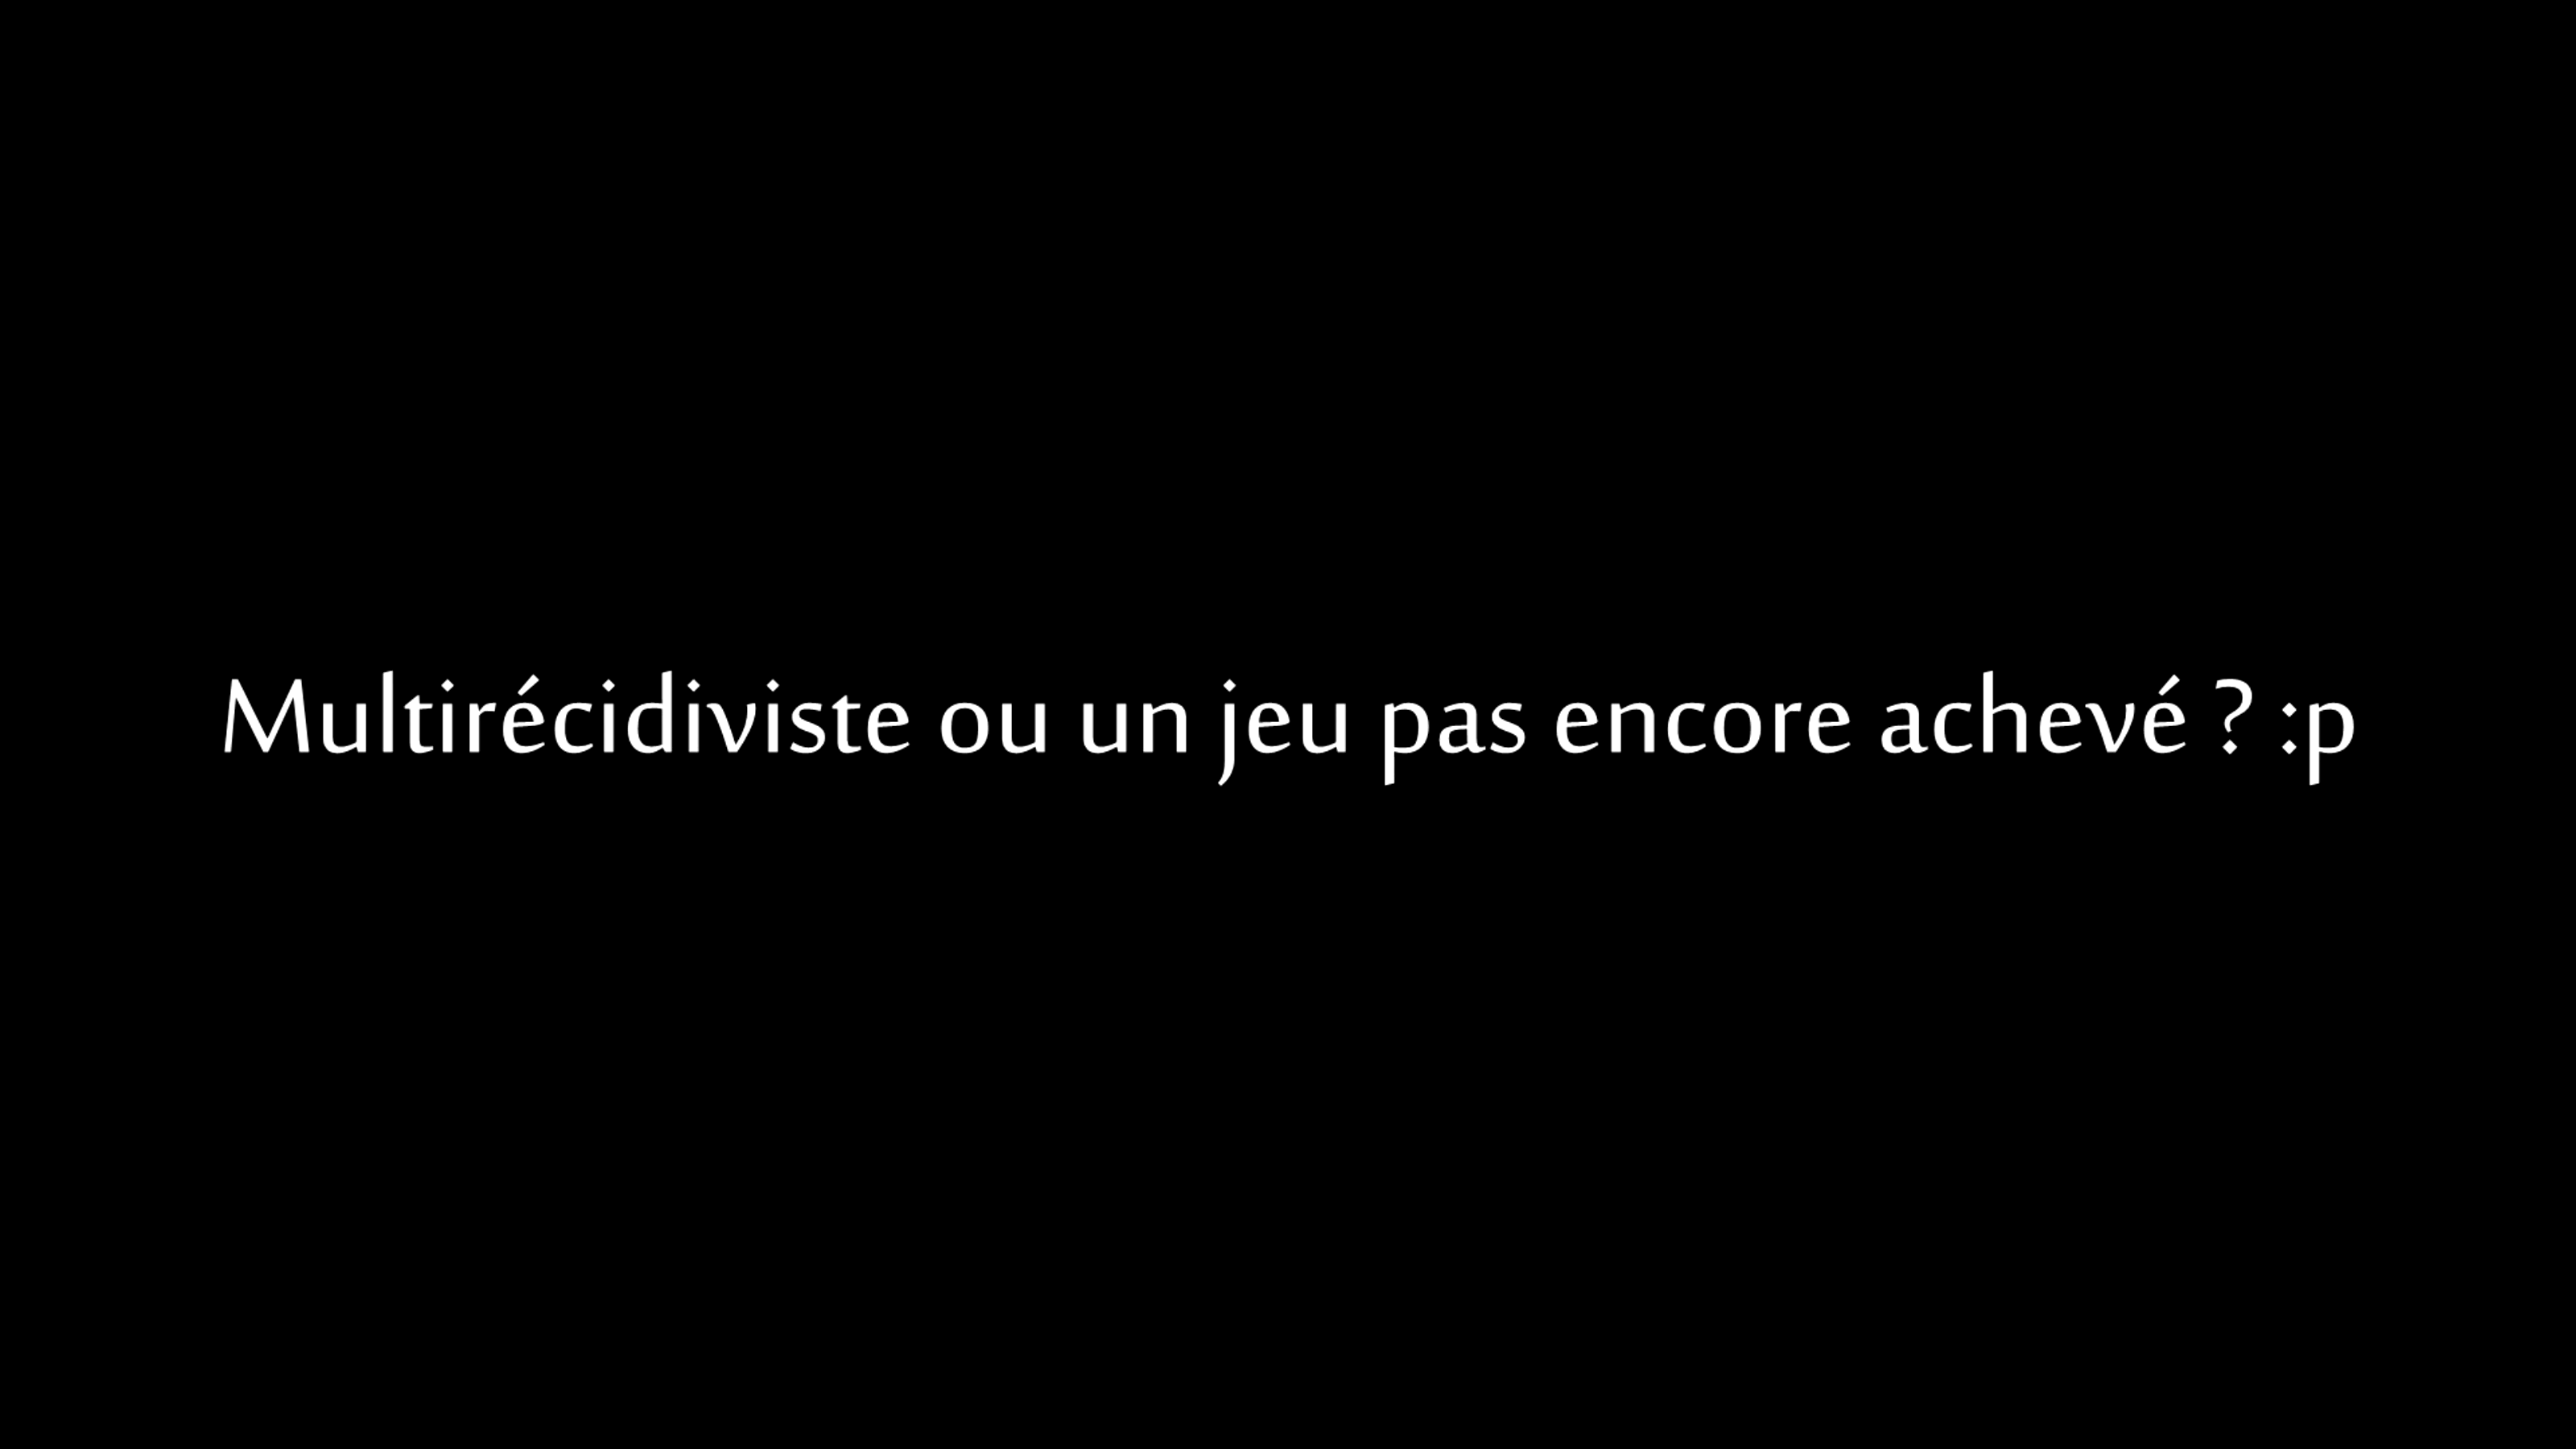 Multirécidiviste ou un jeu pas encore achevé ? :p